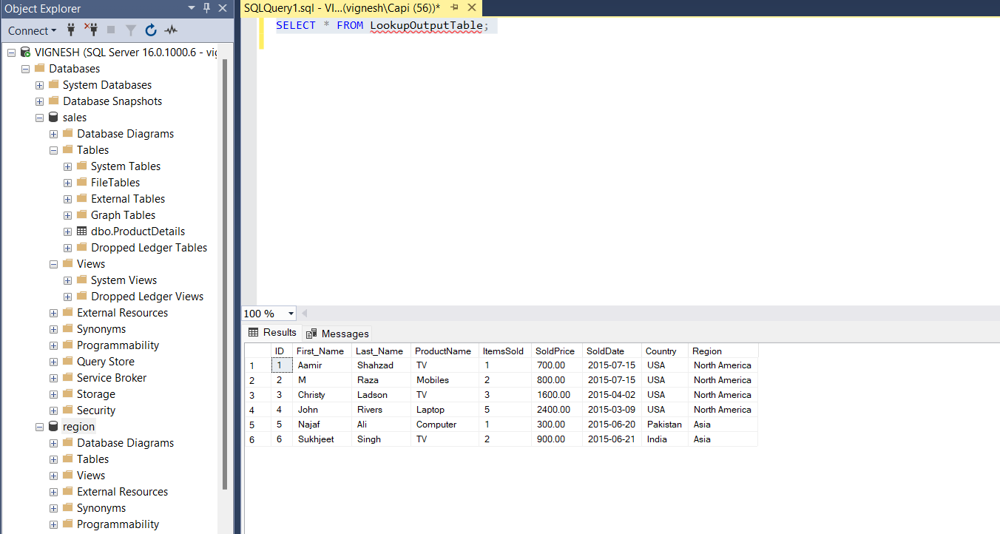 Object Explorer
Connect
VIGNESH (SQL Server 16.0.1000.6 - vig
Databases
System Databases
Database Snapshots
sales
Database Diagrams
Tables
System Tables
FileTables
External Tables
Graph Tables
dbo.ProductDetails
Dropped Ledger Tables
Views
System Views
Dropped Ledger Views
External Resources
Synonyms
Programmability
Query Store
Service Broker
Storage
Security
region
Database Diagrams
Tables
Views
External Resources
Synonyms
Programmability
SQLQuery1.sql - VI...(vignesh\Capi (56))*
SELECT * FROM LookupOutputTable;
100 %
Results Messages
ID First_Name Last_Name ProductName ItemsSold SoldPrice SoldDate Country Region
1 1 Aamir Shahzad TV 1 700.00 2015-07-15 USA North America
2 2 M Raza Mobiles 2 800.00 2015-07-15 USA North America
3 3 Christy Ladson TV 3 1600.00 2015-04-02 USA North America
4 4 John Rivers Laptop 5 2400.00 2015-03-09 USA North America
5 5 Najaf Ali Computer 1 300.00 2015-06-20 Pakistan Asia
6 6 Sukhjeet Singh TV 2 900.00 2015-06-21 India Asia